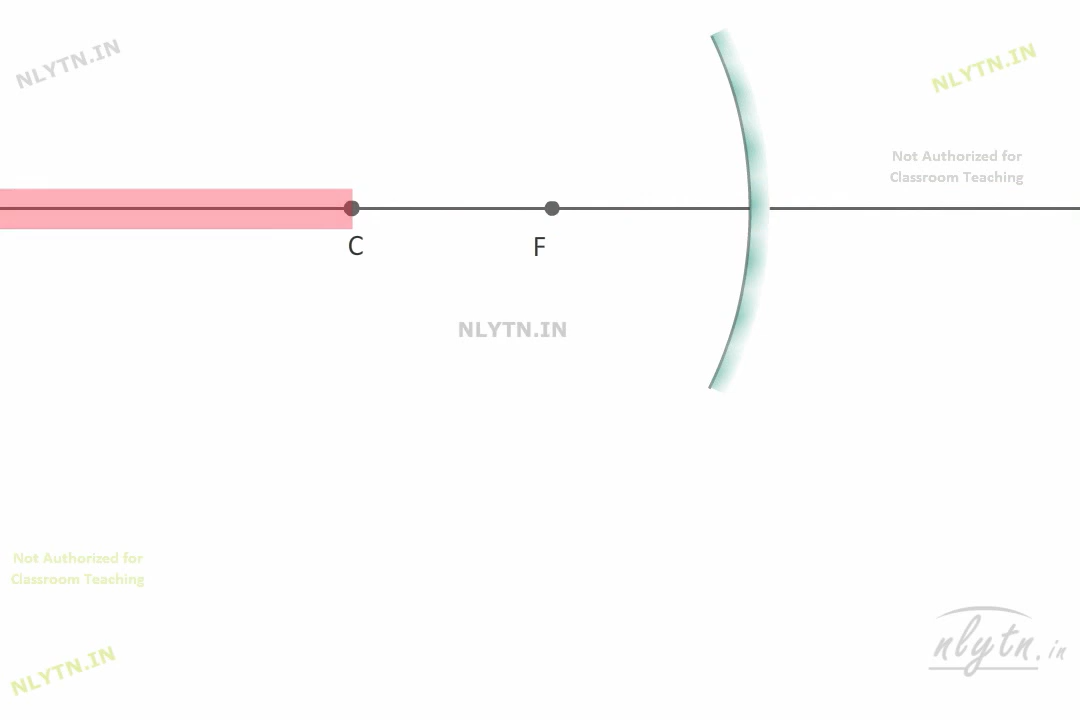 NLYTN.IN
NLYTN.IN
Not Authorized for
Classroom Teaching
C
F
NLYTN.IN
Not Authorized for
Classroom Teaching
NLYTN.IN
nlytn.in